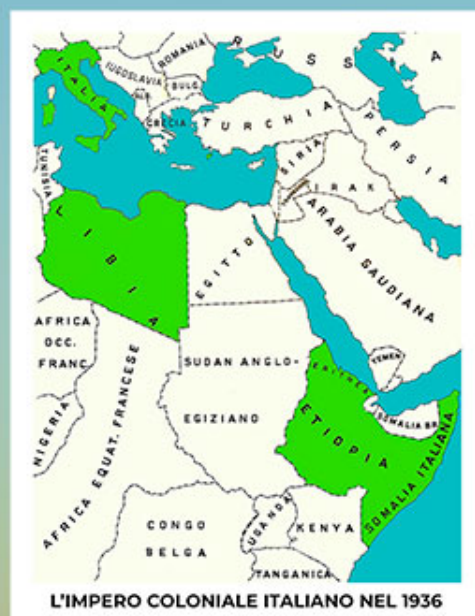 ITALIA
IUGOSLAVIA
ROMANIA
RUSSIA
BULG.
ALB.
GRECIA
TURCHIA
PERSIA
TUNISIA
SIRIA
IRAK
LIBIA
EGITTO
ARABIA SAUDIANA
AFRICA
OCC.
FRANC.
SUDAN ANGLO-
EGIZIANO
YEMEN
ERITREA
SOMALIA BR.
NIGERIA
AFRICA EQUAT. FRANCESE
ETIOPIA
SOMALIA ITALIANA
CONGO
BELGA
UGANDA
KENYA
TANGANICA
L'IMPERO COLONIALE ITALIANO NEL 1936